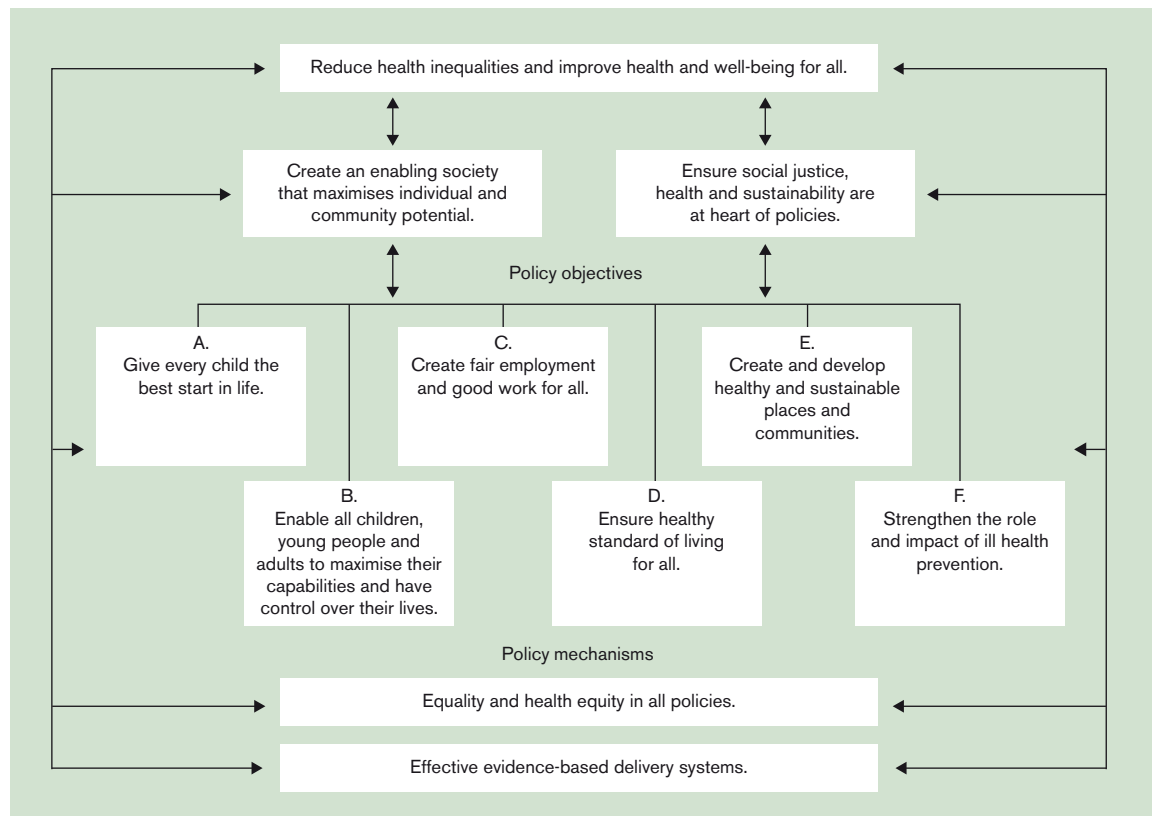 Reduce health inequalities and improve health and well-being for all.
Create an enabling society
that maximises individual and
community potential.
Ensure social justice,
health and sustainability are
at heart of policies.
Policy objectives
A.
Give every child the
best start in life.
C.
Create fair employment
and good work for all.
E.
Create and develop
healthy and sustainable
places and
communities.
B.
Enable all children,
young people and
adults to maximise their
capabilities and have
control over their lives.
D.
Ensure healthy
standard of living
for all.
F.
Strengthen the role
and impact of ill health
prevention.
Policy mechanisms
Equality and health equity in all policies.
Effective evidence-based delivery systems.